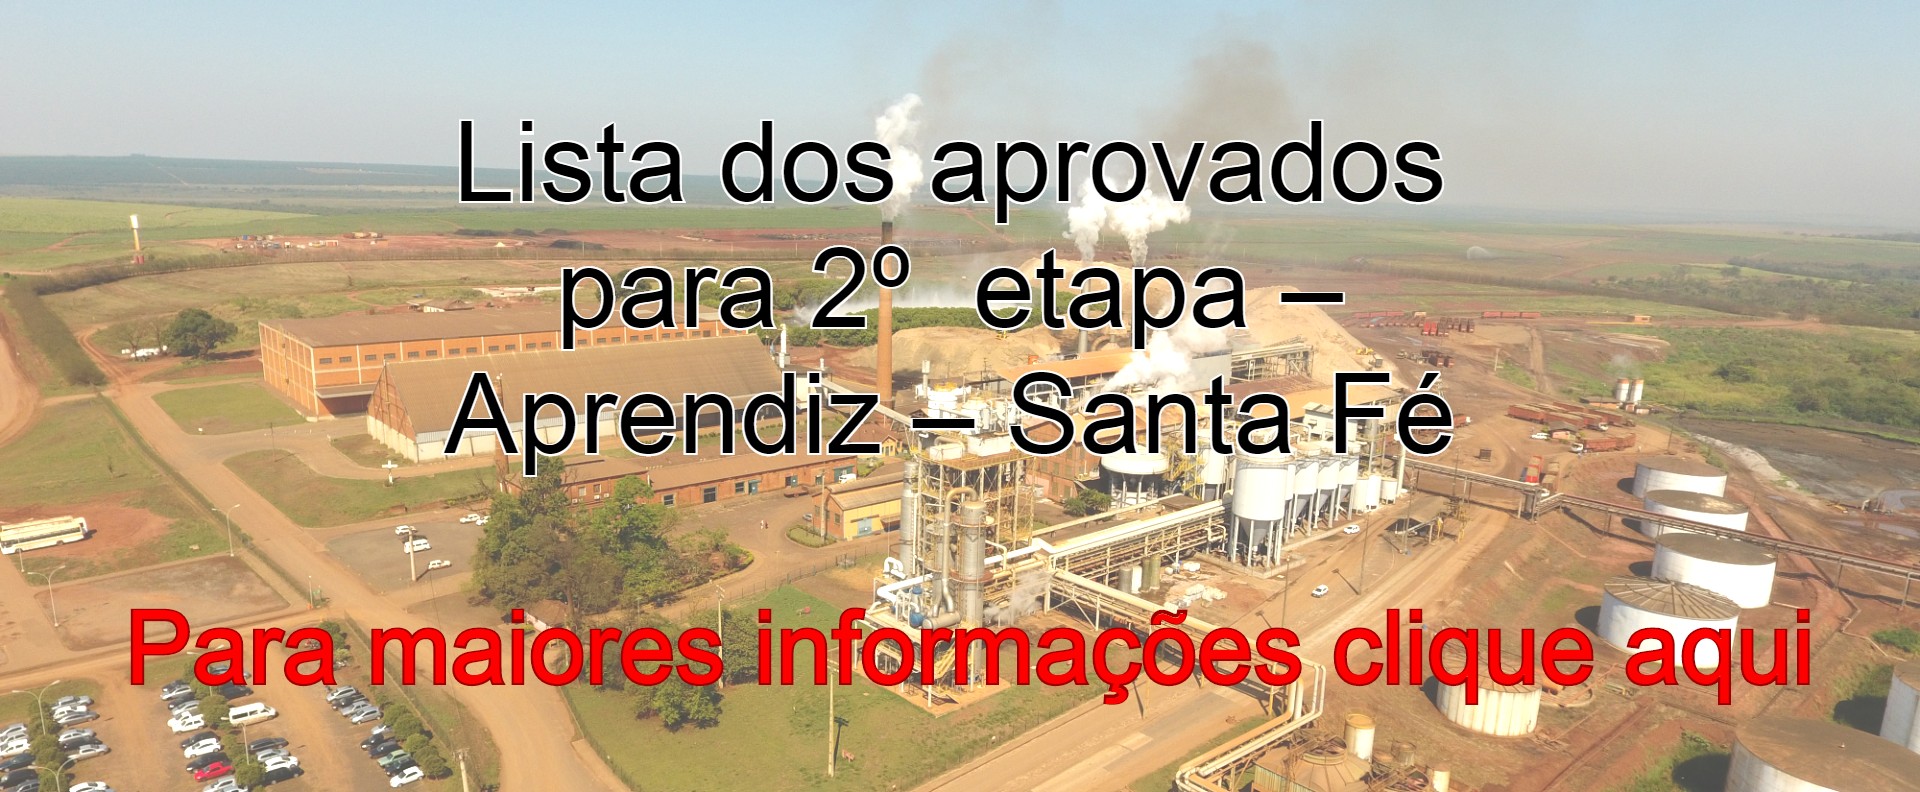 Lista dos aprovados
para 2º  etapa –
Aprendiz – Santa Fé
Para maiores informações clique aqui